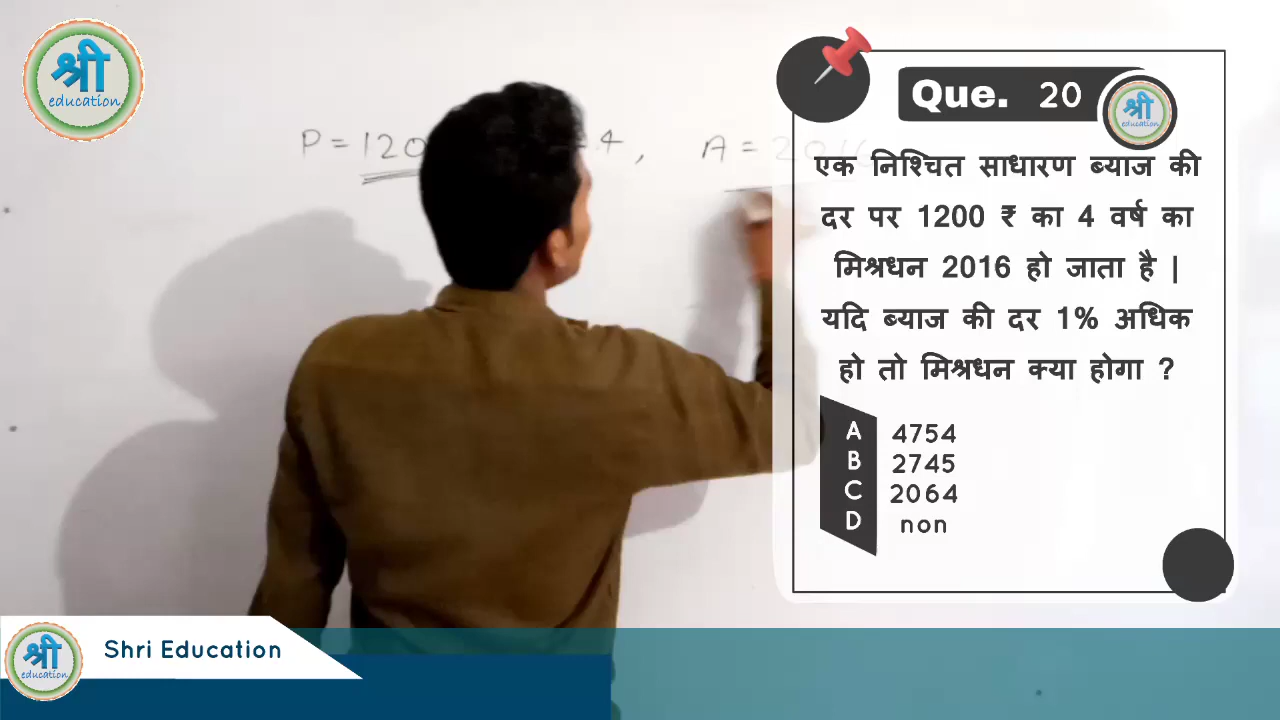 श्री
education
P = 120
4, A = 2016
Que. 20
श्री
education
एक निश्चित साधारण ब्याज की
दर पर 1200 ₹ का 4 वर्ष का
मिश्रधन 2016 हो जाता है |
यदि ब्याज की दर 1% अधिक
हो तो मिश्रधन क्या होगा ?
A 4754
B 2745
C 2064
D non
श्री
education
Shri Education